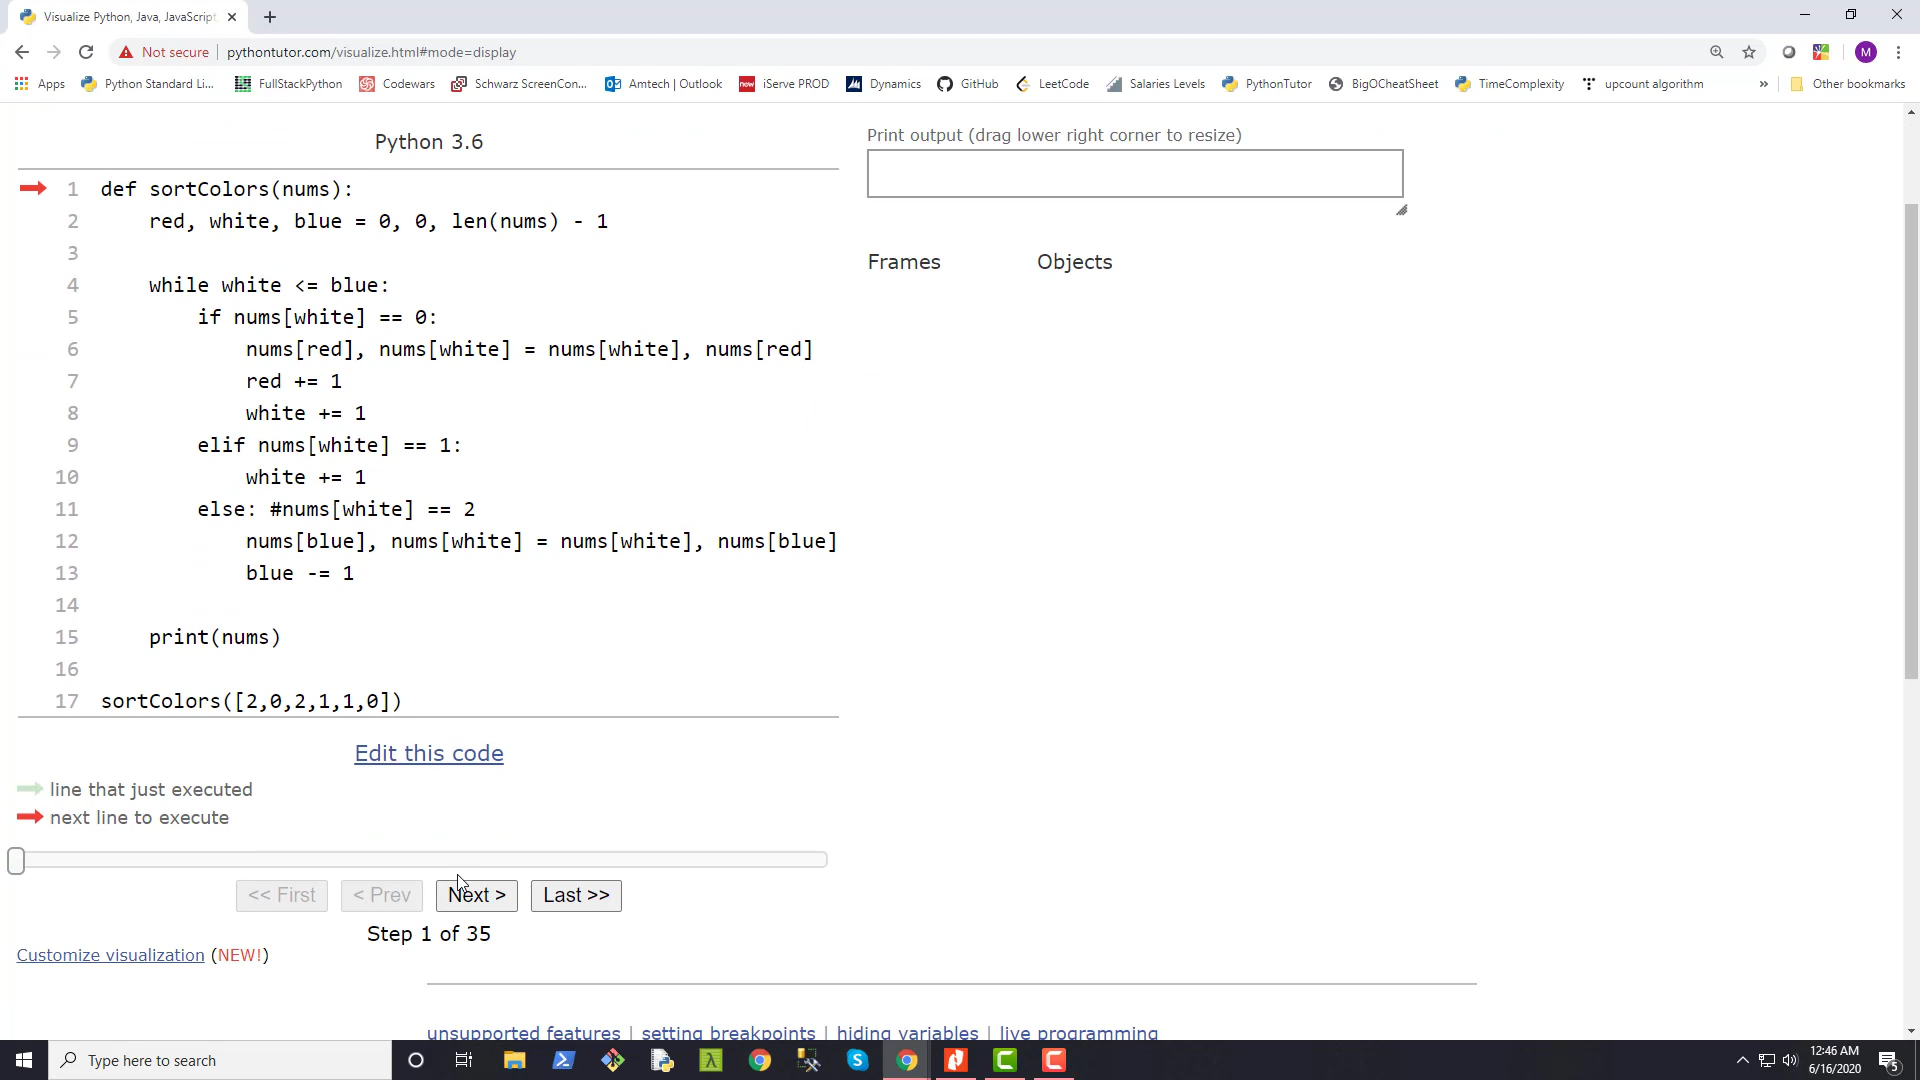 Visualize Python, Java, JavaScript,
Not secure pythontutor.com/visualize.html#mode=display M
Apps Python Standard Li... FullStackPython Codewars Schwarz ScreenCon... Amtech | Outlook now iServe PROD Dynamics GitHub LeetCode Salaries Levels PythonTutor BigOCheatSheet TimeComplexity upcount algorithm » Other bookmarks
Python 3.6
Print output (drag lower right corner to resize)
Frames Objects
1 def sortColors(nums):
2 red, white, blue = 0, 0, len(nums) - 1
3
4 while white <= blue:
5 if nums[white] == 0:
6 nums[red], nums[white] = nums[white], nums[red]
7 red += 1
8 white += 1
9 elif nums[white] == 1:
10 white += 1
11 else: #nums[white] == 2
12 nums[blue], nums[white] = nums[white], nums[blue]
13 blue -= 1
14
15 print(nums)
16
17 sortColors([2,0,2,1,1,0])
Edit this code
line that just executed
next line to execute
<< First < Prev Next > Last >>
Step 1 of 35
Customize visualization (NEW!)
unsupported features | setting breakpoints | hiding variables | live programming
Type here to search
12:46 AM
6/16/2020
5